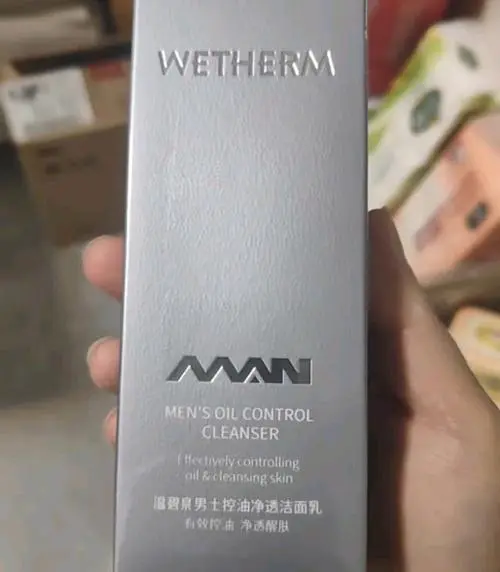 WETHERM
MAN
MEN'S OIL CONTROL
CLEANSER
Effectively controlling
oil & cleansing skin
温碧泉男士控油净透洁面乳
有效控油 净透醒肤